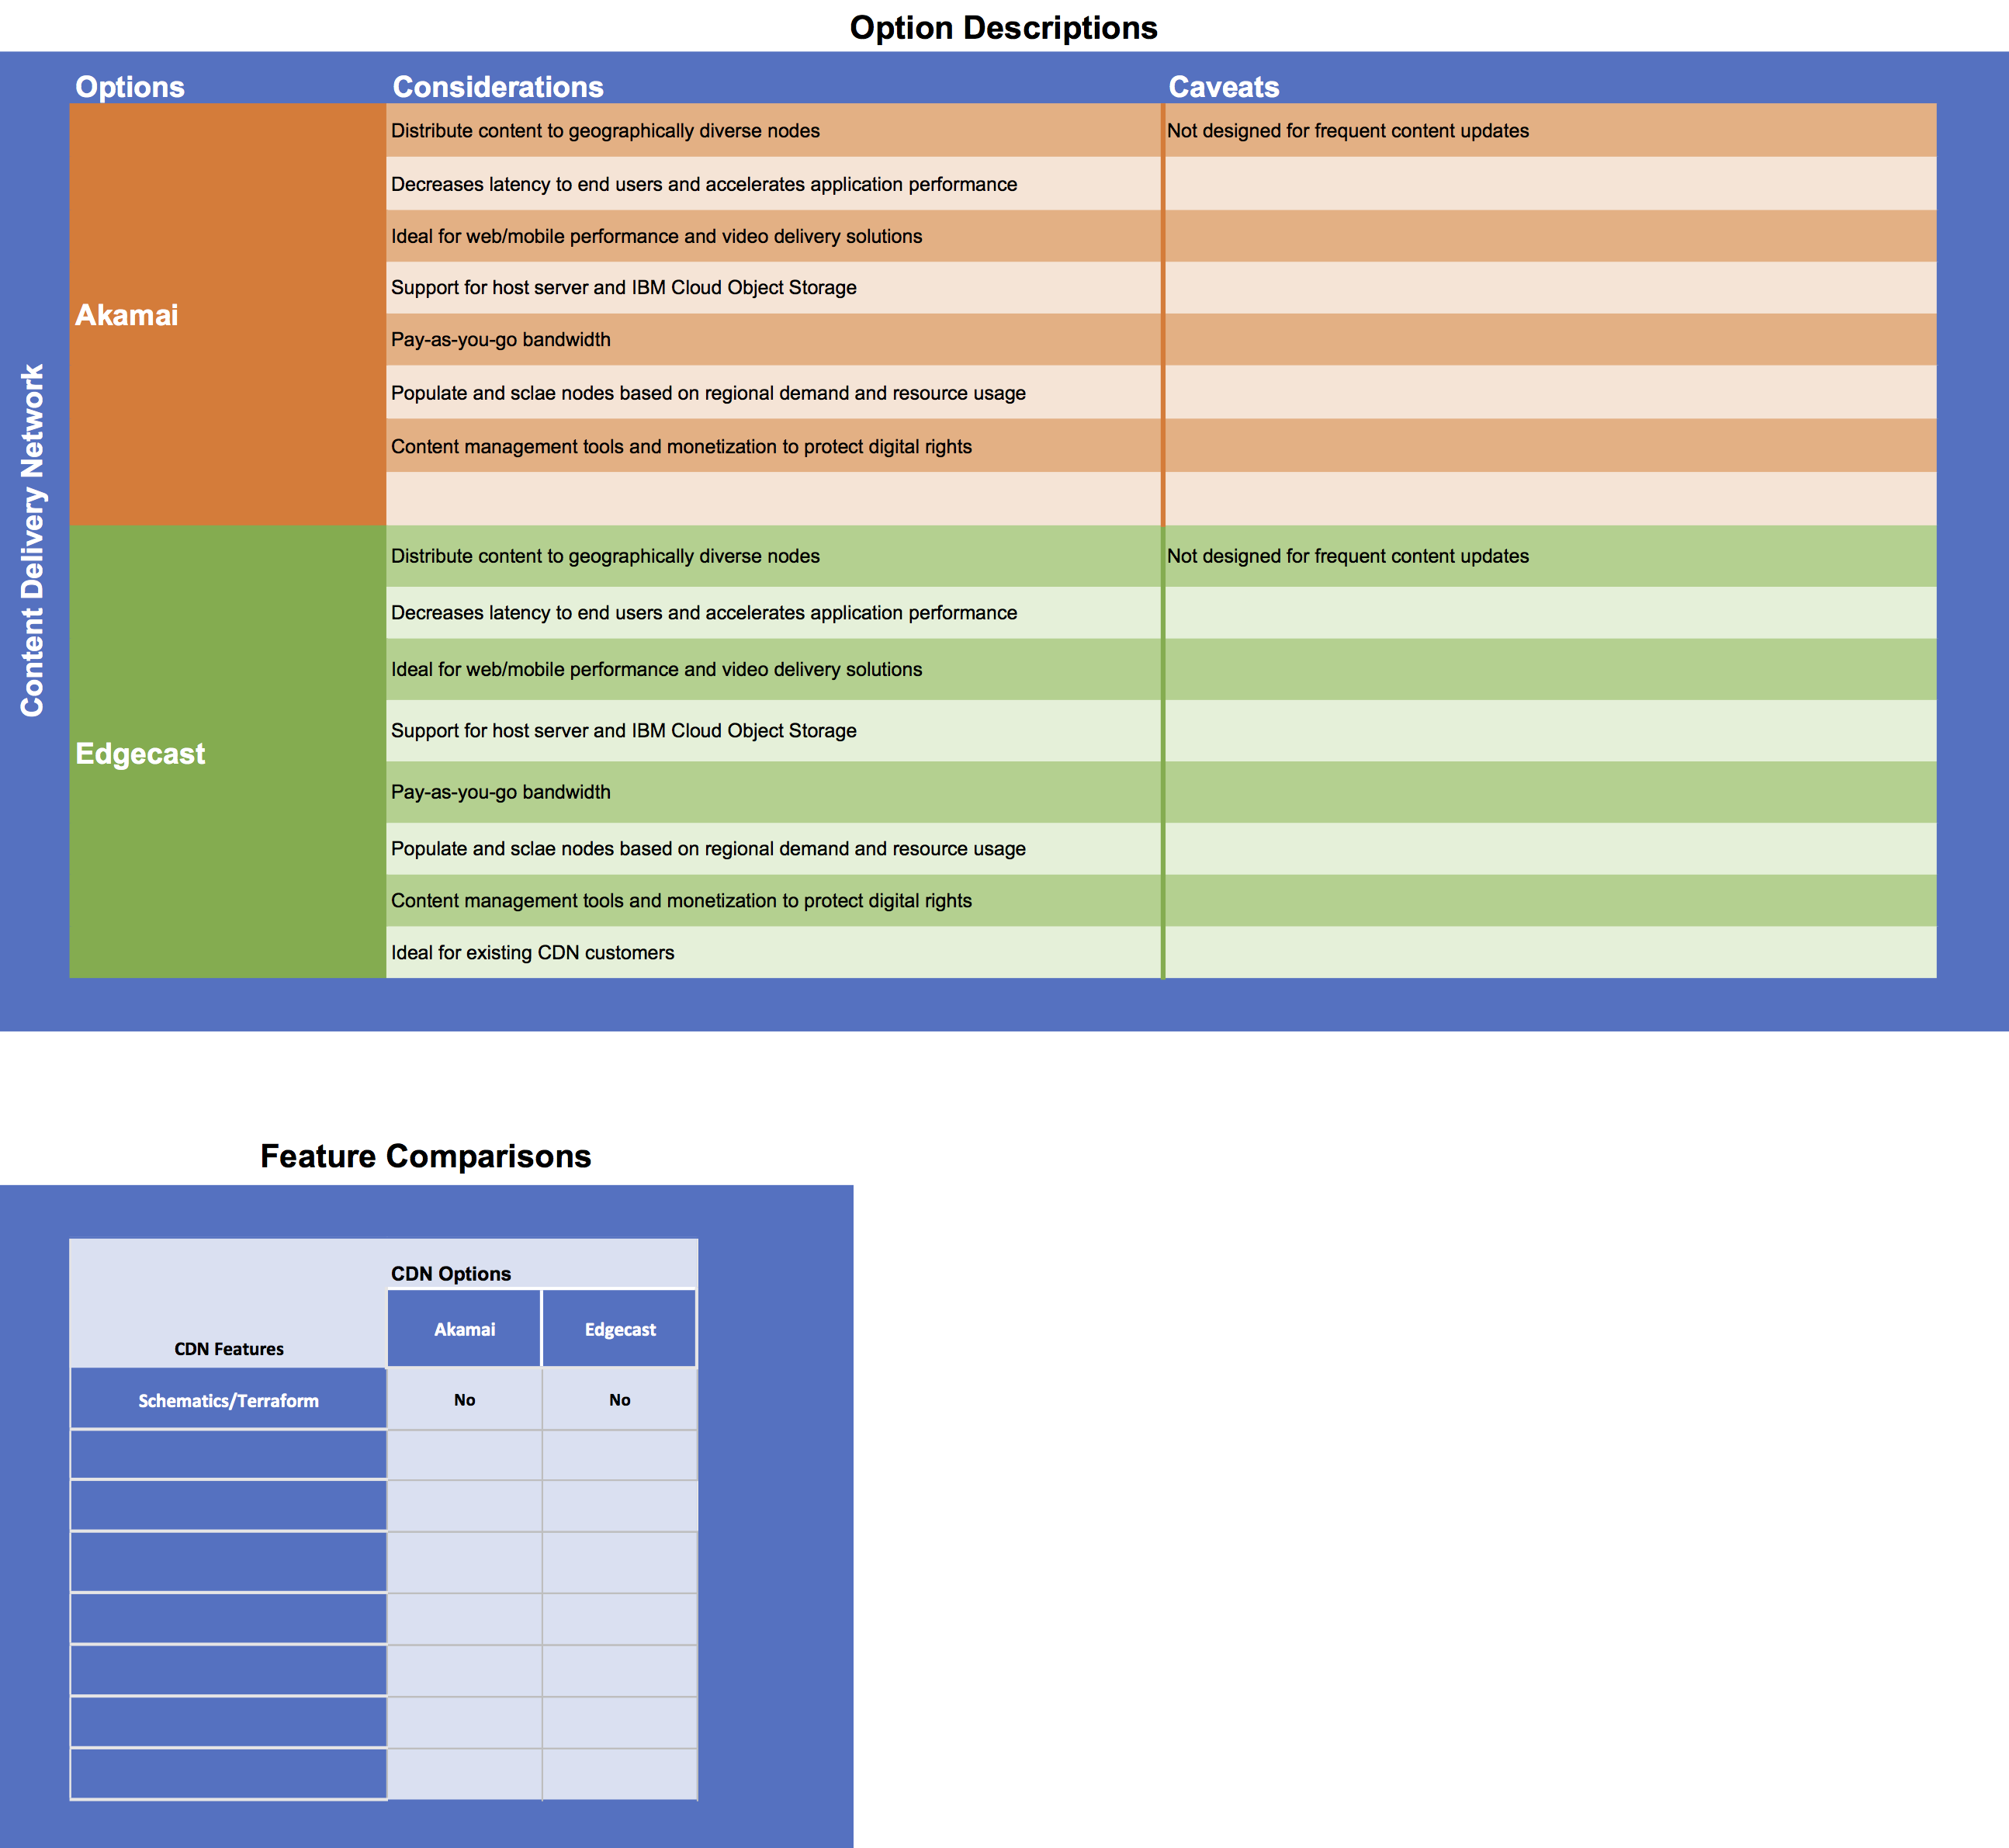 Option Descriptions
Options
Considerations
Caveats
Content Delivery Network
Akamai
Distribute content to geographically diverse nodes
Not designed for frequent content updates
Decreases latency to end users and accelerates application performance
Ideal for web/mobile performance and video delivery solutions
Support for host server and IBM Cloud Object Storage
Pay-as-you-go bandwidth
Populate and sclae nodes based on regional demand and resource usage
Content management tools and monetization to protect digital rights
Edgecast
Distribute content to geographically diverse nodes
Not designed for frequent content updates
Decreases latency to end users and accelerates application performance
Ideal for web/mobile performance and video delivery solutions
Support for host server and IBM Cloud Object Storage
Pay-as-you-go bandwidth
Populate and sclae nodes based on regional demand and resource usage
Content management tools and monetization to protect digital rights
Ideal for existing CDN customers
Feature Comparisons
CDN Options
CDN Features
Akamai
Edgecast
Schematics/Terraform
No
No